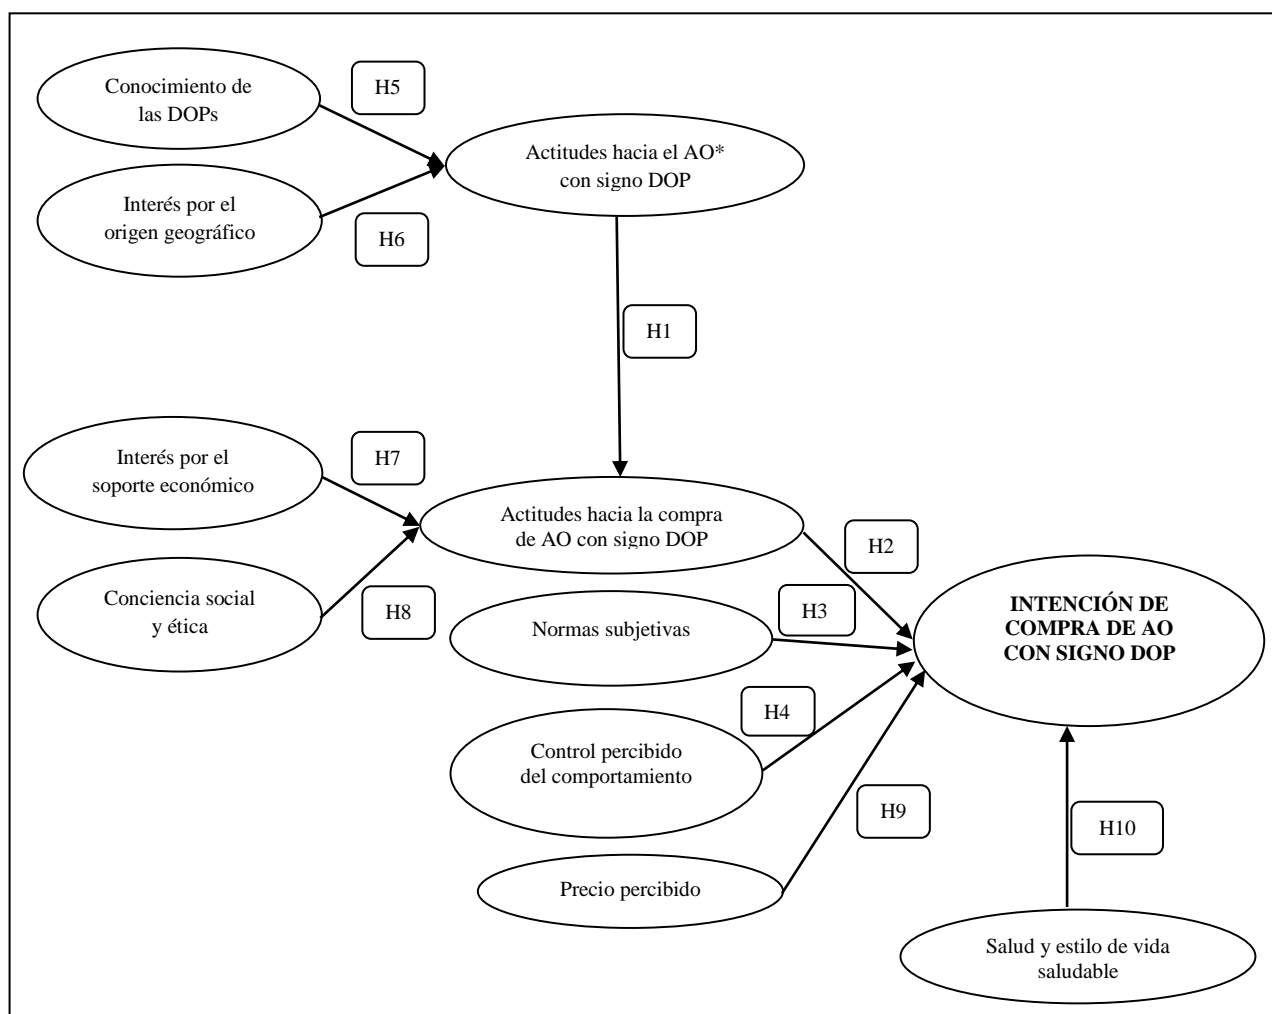 Conocimiento de
las DOPs
H5
Actitudes hacia el AO*
con signo DOP
Interés por el
origen geográfico
H6
H1
Interés por el
soporte económico
H7
Actitudes hacia la compra
de AO con signo DOP
H2
Conciencia social
y ética
H8
Normas subjetivas
H3
INTENCIÓN DE
COMPRA DE AO
CON SIGNO DOP
H4
Control percibido
del comportamiento
H9
H10
Precio percibido
Salud y estilo de vida
saludable